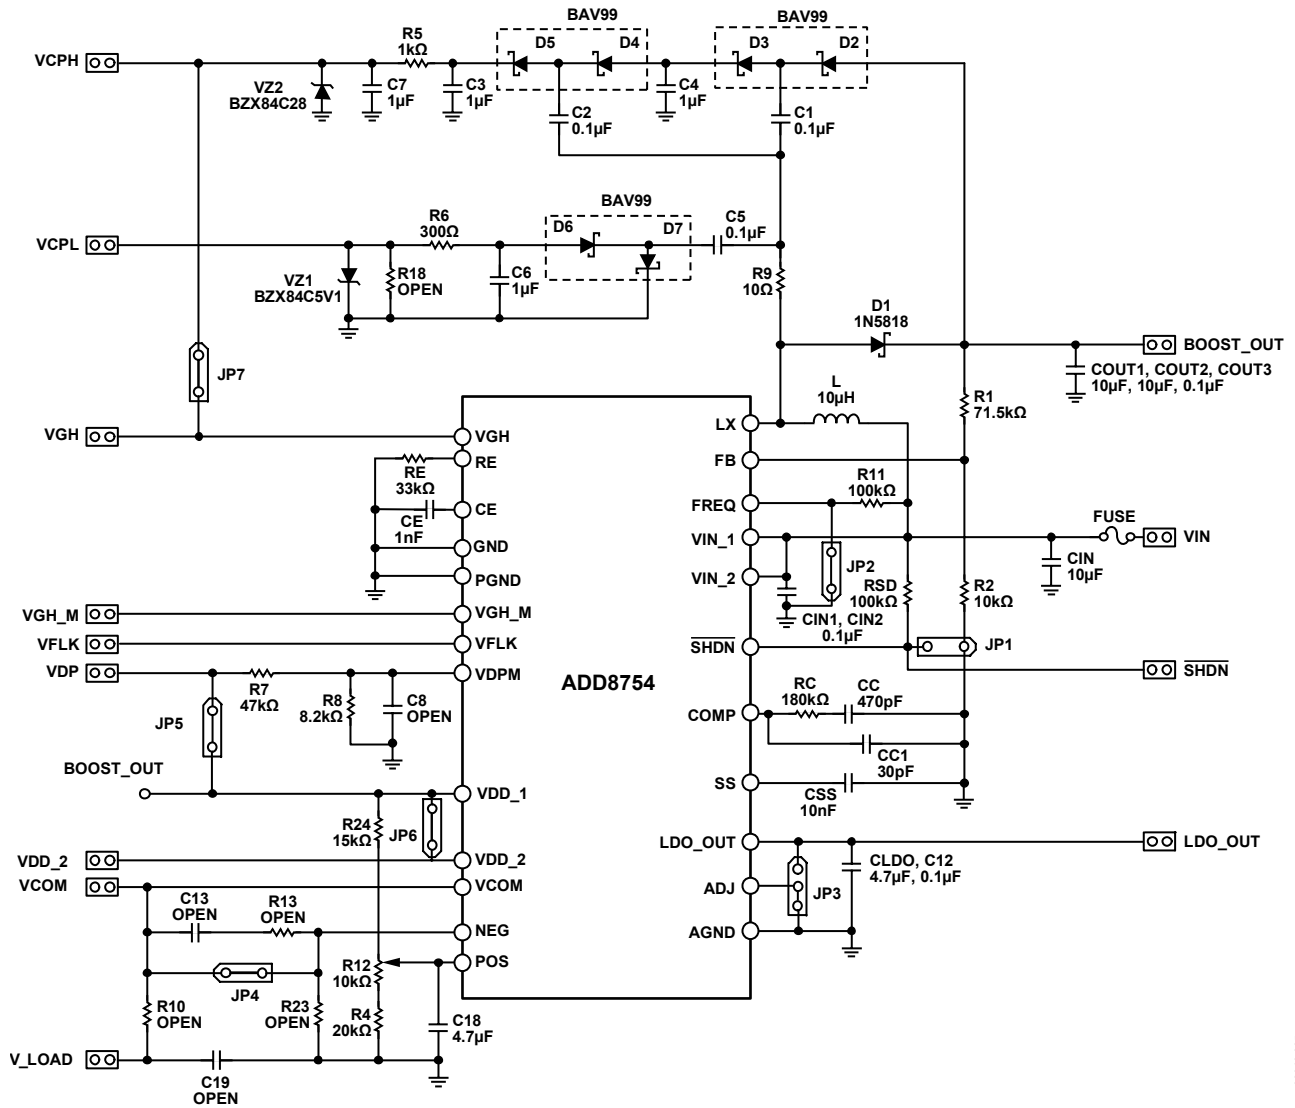 BAV99
BAV99
VCPH
R5
1kΩ
D5
D4
D3
D2
VZ2
BZX84C28
C7
1µF
C3
1µF
C4
1µF
C2
0.1µF
C1
0.1µF
BAV99
VCPL
R6
300Ω
D6
D7
C5
0.1µF
VZ1
BZX84C5V1
R18
OPEN
C6
1µF
R9
10Ω
D1
1N5818
BOOST_OUT
COUT1, COUT2, COUT3
10µF, 10µF, 0.1µF
JP7
L
10µH
R1
71.5kΩ
VGH
VGH
LX
RE
RE
33kΩ
FB
CE
CE
1nF
FREQ
R11
100kΩ
GND
VIN_1
FUSE
VIN
PGND
VIN_2
JP2
CIN
10µF
RSD
100kΩ
R2
10kΩ
CIN1, CIN2
0.1µF
VGH_M
VGH_M
VFLK
VFLK
SHDN
JP1
SHDN
VDP
VDPM
R7
47kΩ
R8
8.2kΩ
C8
OPEN
JP5
ADD8754
COMP
RC
180kΩ
CC
470pF
CC1
30pF
BOOST_OUT
VDD_1
SS
CSS
10nF
R24
15kΩ
JP6
LDO_OUT
LDO_OUT
VDD_2
VDD_2
CLDO, C12
4.7µF, 0.1µF
VCOM
VCOM
ADJ
JP3
C13
OPEN
R13
OPEN
NEG
AGND
POS
R12
10kΩ
JP4
R10
OPEN
R23
OPEN
R4
20kΩ
C18
4.7µF
V_LOAD
C19
OPEN